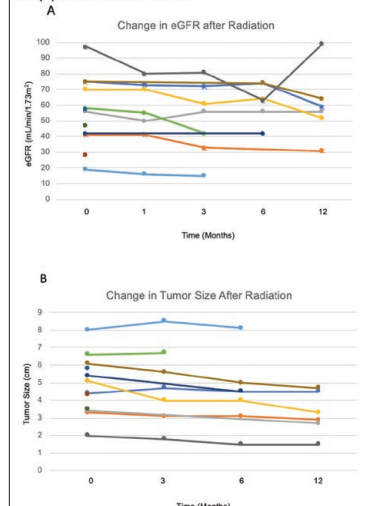 A
Change in eGFR after Radiation
100
90
80
70
60
50
40
30
20
10
0
eGFR (mL/min/1.73m²)
0 1 3 6 12
Time (Months)
B
Change in Tumor Size After Radiation
9
8
7
6
5
4
3
2
1
0
Tumor Size (cm)
0 3 6 12
Time (Months)